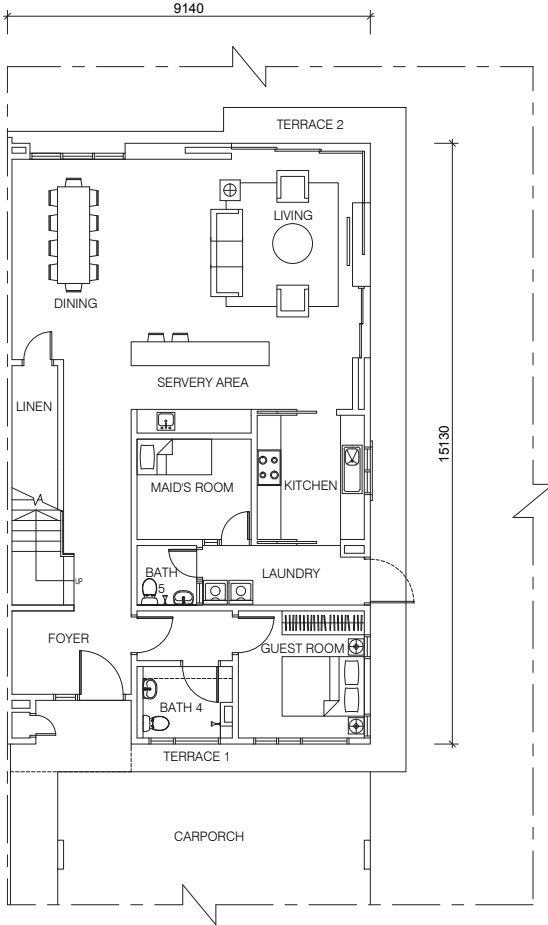 9140
TERRACE 2
LIVING
DINING
SERVERY AREA
LINEN
15130
MAID'S ROOM
KITCHEN
BATH
5
LAUNDRY
UP
FOYER
GUEST ROOM
BATH 4
TERRACE 1
CARPORCH